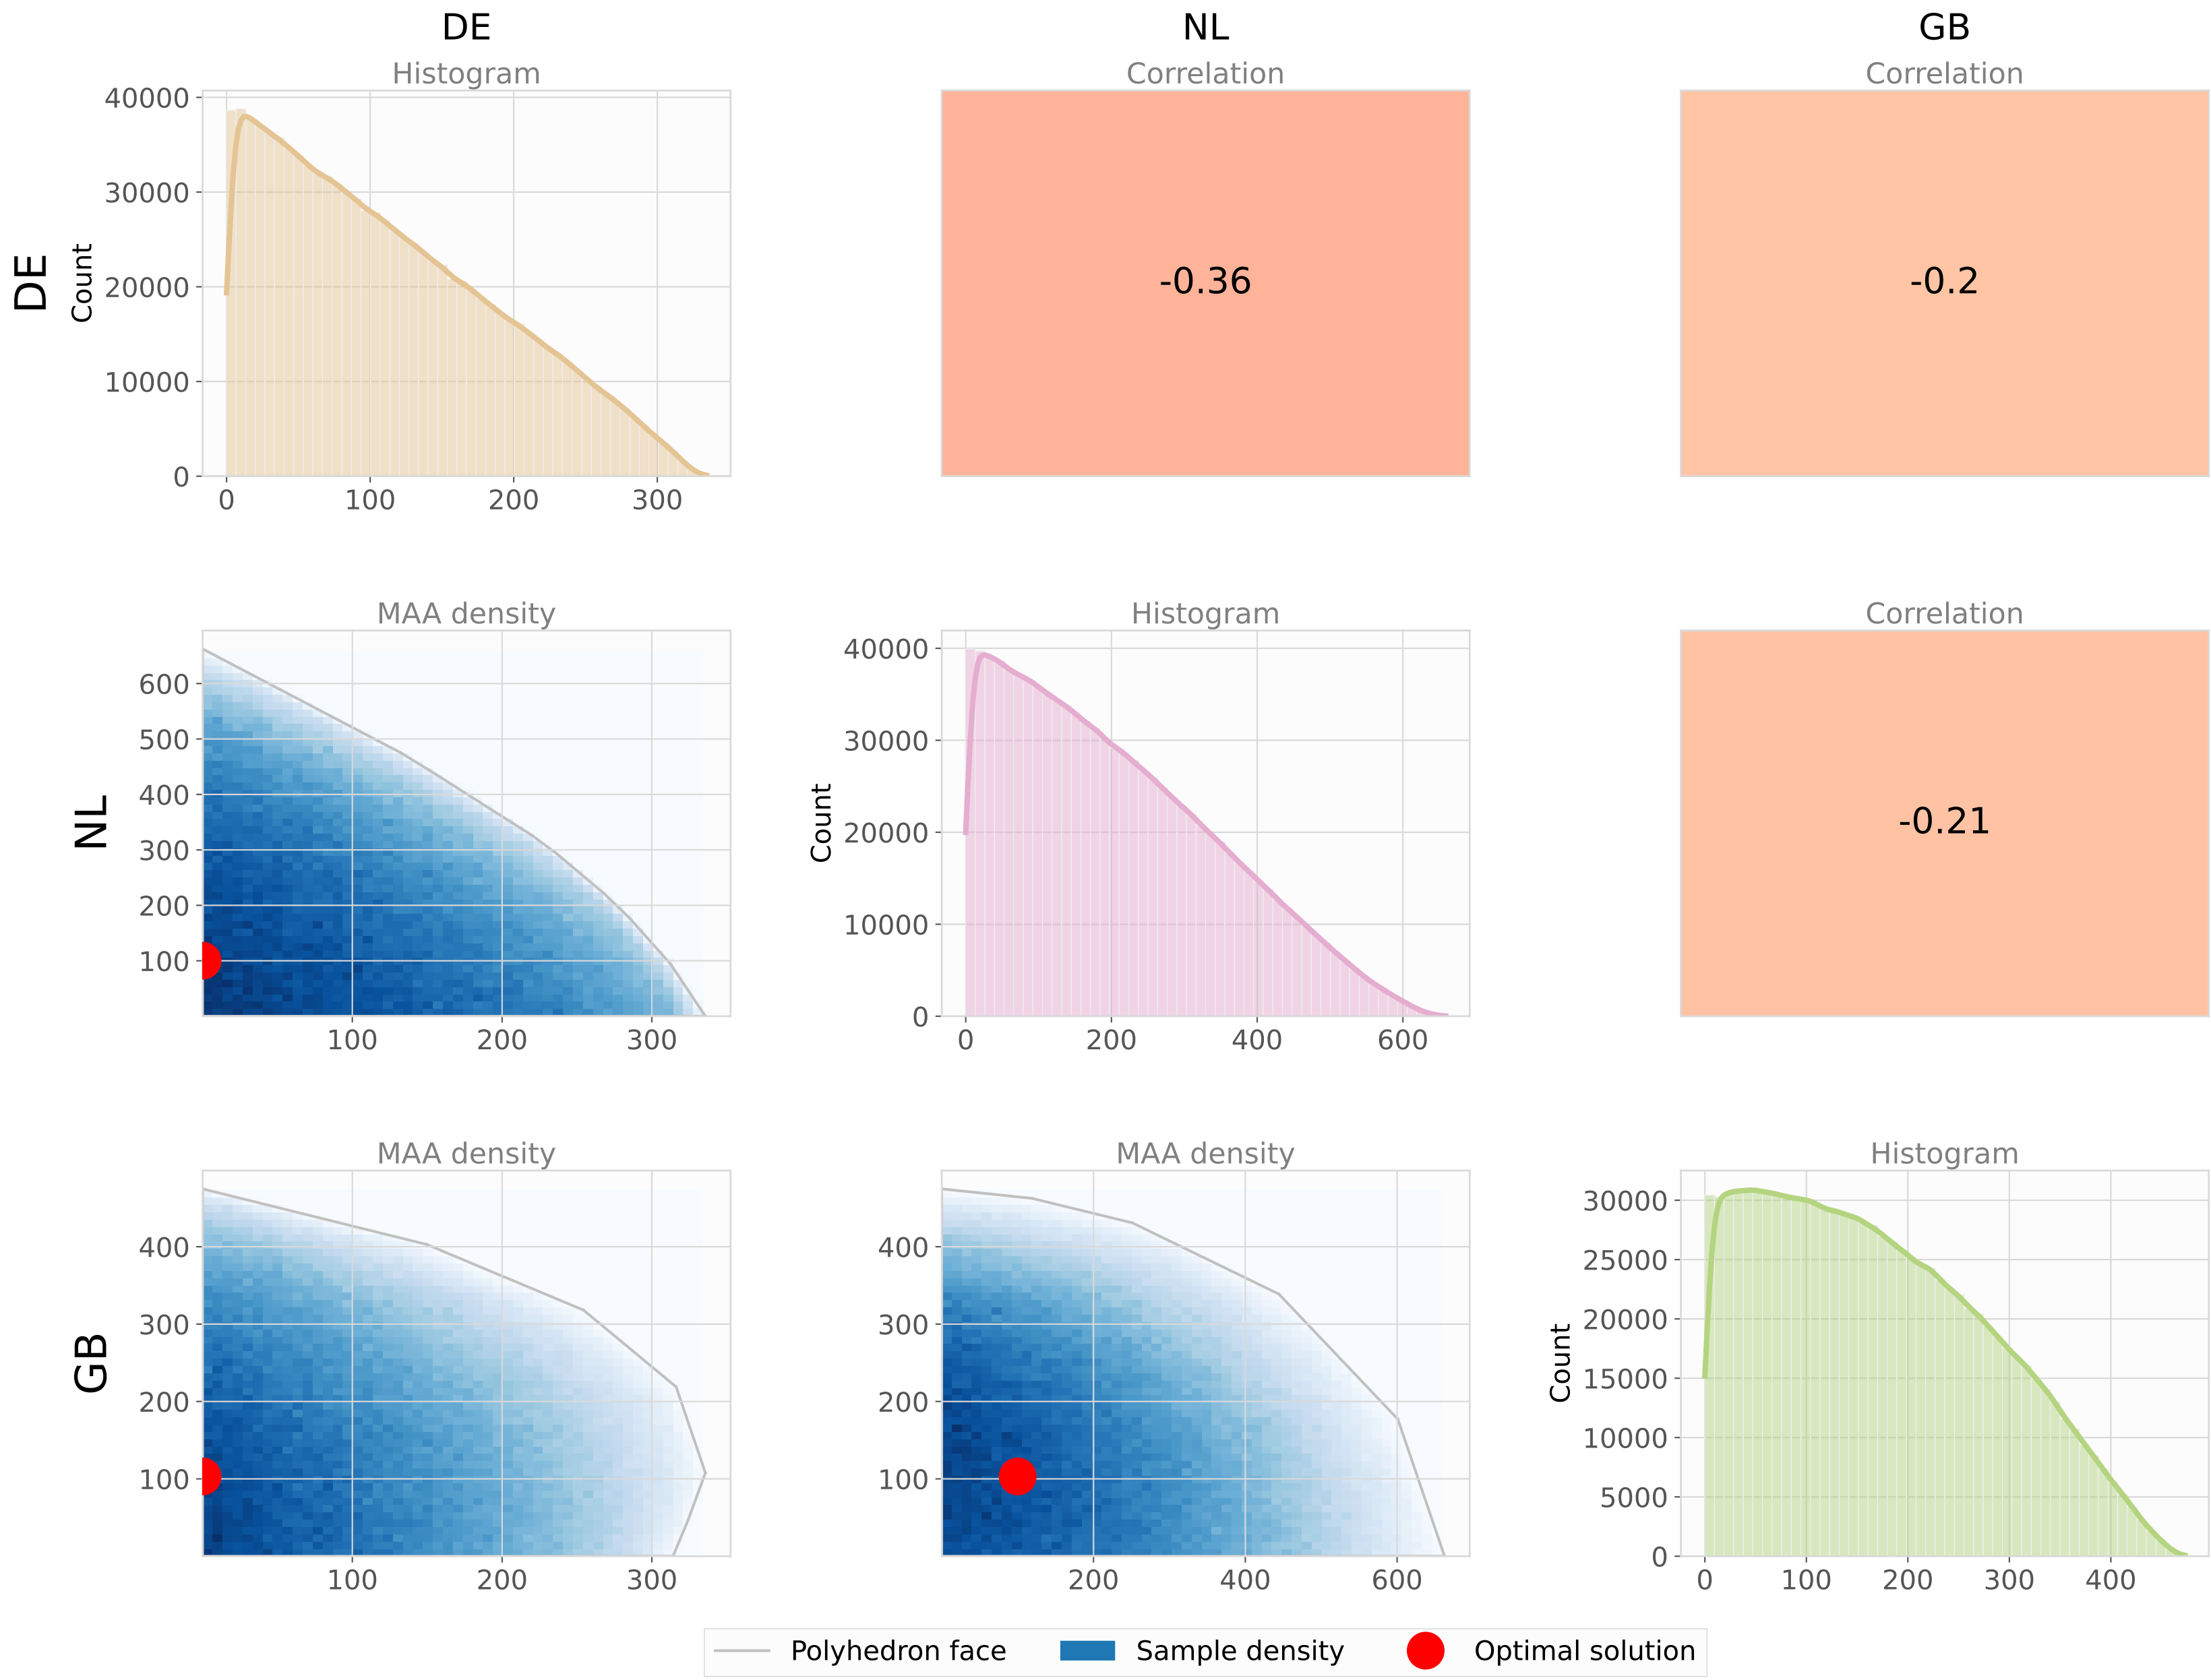 DE NL GB
Histogram Correlation Correlation
DE
Count
40000
30000
20000
10000
0
0 100 200 300
-0.36
-0.2
MAA density Histogram Correlation
NL
600
500
400
300
200
100
100 200 300
Count
40000
30000
20000
10000
0
0 200 400 600
-0.21
MAA density MAA density Histogram
GB
400
300
200
100
100 200 300
400
300
200
100
200 400 600
Count
30000
25000
20000
15000
10000
5000
0
0 100 200 300 400
Polyhedron face Sample density Optimal solution